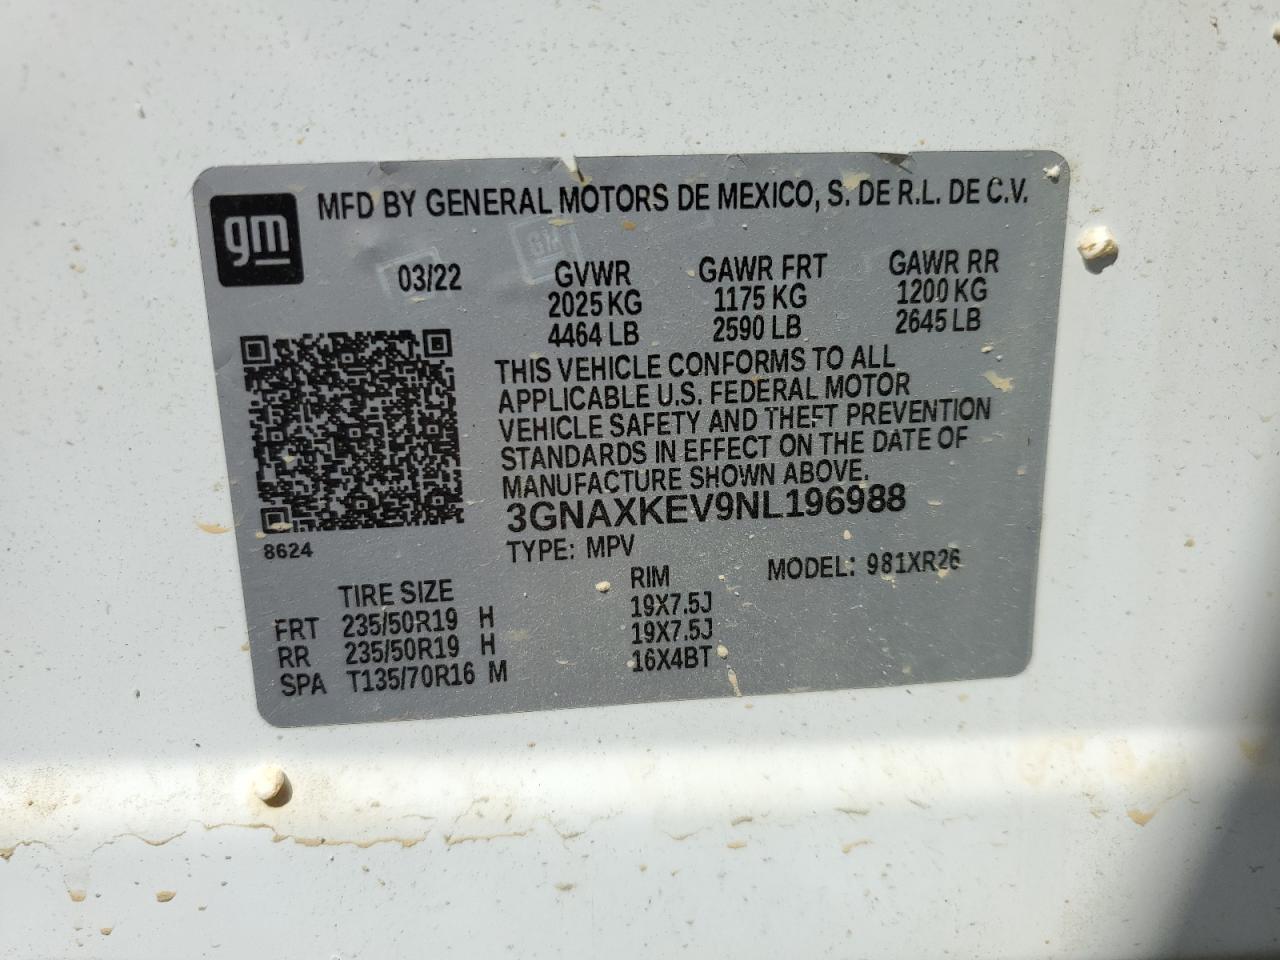 gm
MFD BY GENERAL MOTORS DE MEXICO, S. DE R.L. DE C.V.
03/22 GVWR GAWR FRT GAWR RR
2025 KG 1175 KG 1200 KG
4464 LB 2590 LB 2645 LB
THIS VEHICLE CONFORMS TO ALL
APPLICABLE U.S. FEDERAL MOTOR
VEHICLE SAFETY AND THEFT PREVENTION
STANDARDS IN EFFECT ON THE DATE OF
MANUFACTURE SHOWN ABOVE.
3GNAXKEV9NL196988
8624
TYPE: MPV MODEL: 981XR26
TIRE SIZE RIM
FRT 235/50R19 H 19X7.5J
RR 235/50R19 H 19X7.5J
SPA T135/70R16 M 16X4BT